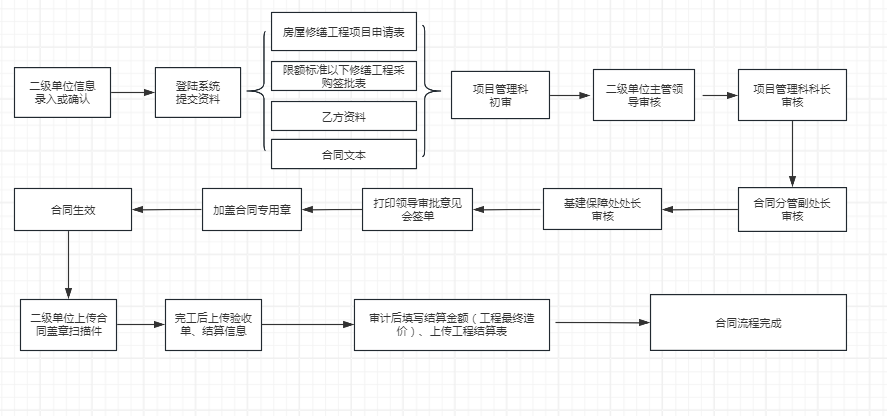 房屋修缮工程项目申请表
二级单位信息
录入或确认
登陆系统
提交资料
限额标准以下修缮工程采
购签批表
乙方资料
合同文本
项目管理科
初审
二级单位主管领
导审核
项目管理科科长
审核
合同生效
加盖合同专用章
打印领导审批意见
会签单
基建保障处处长
审核
合同分管副处长
审核
二级单位上传合
同盖章扫描件
完工后上传验收
单、结算信息
审计后填写结算金额（工程最终造
价）、上传工程结算表
合同流程完成